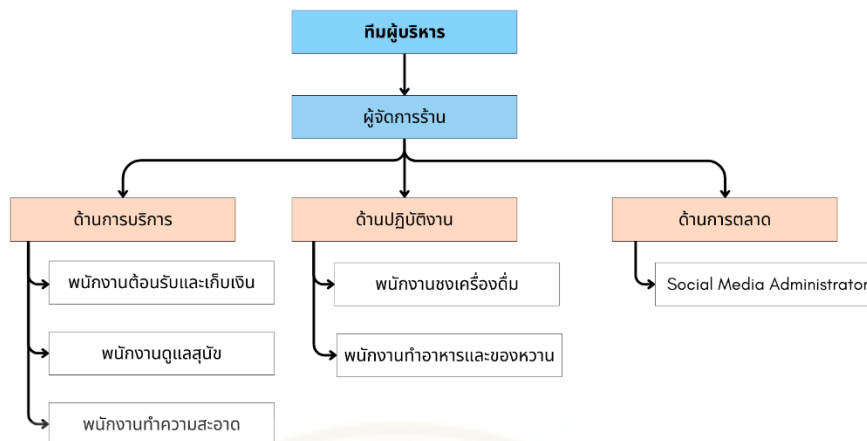 ทีมผู้บริหาร
ผู้จัดการร้าน
ด้านการบริการ
ด้านปฏิบัติงาน
ด้านการตลาด
พนักงานต้อนรับและเก็บเงิน
พนักงานชงเครื่องดื่ม
Social Media Administrator
พนักงานดูแลสุนัข
พนักงานทำอาหารและของหวาน
พนักงานทำความสะอาด